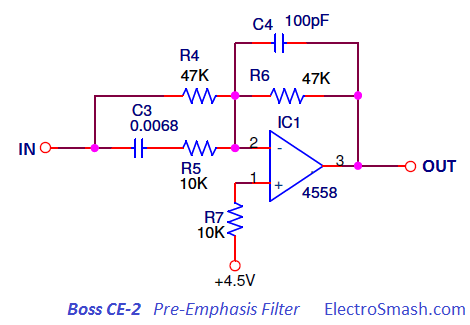 C4 100pF
R4
47K
R6 47K
C3
0.0068
IC1
IN
2
-
3
OUT
R5
10K
1
+
4558
R7
10K
+4.5V
Boss CE-2 Pre-Emphasis Filter ElectroSmash.com